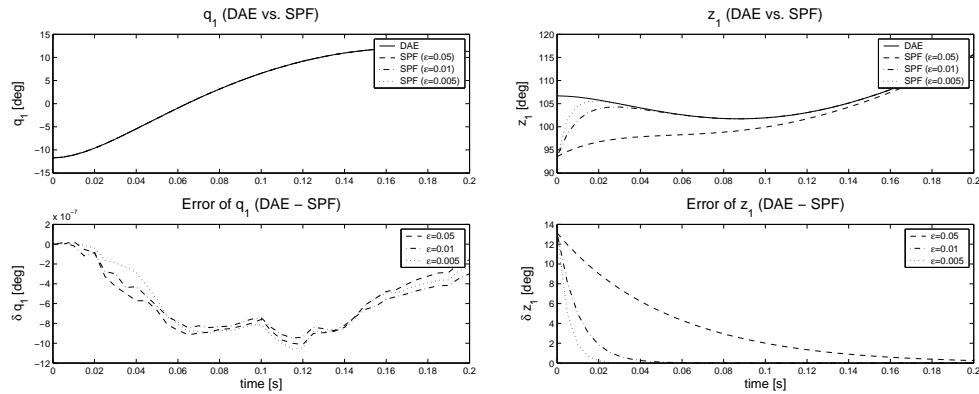 q1 (DAE vs. SPF)
15
10
5
0
−5
−10
−15
q1 [deg]
0 0.02 0.04 0.06 0.08 0.1 0.12 0.14 0.16 0.18 0.2
DAE
SPF (ε=0.05)
SPF (ε=0.01)
SPF (ε=0.005)
z1 (DAE vs. SPF)
120
115
110
105
100
95
90
z1 [deg]
0 0.02 0.04 0.06 0.08 0.1 0.12 0.14 0.16 0.18 0.2
DAE
SPF (ε=0.05)
SPF (ε=0.01)
SPF (ε=0.005)
Error of q1 (DAE − SPF)
x 10−7
2
0
−2
−4
−6
−8
−10
−12
δ q1 [deg]
0 0.02 0.04 0.06 0.08 0.1 0.12 0.14 0.16 0.18 0.2
time [s]
ε=0.05
ε=0.01
ε=0.005
Error of z1 (DAE − SPF)
14
12
10
8
6
4
2
0
δ z1 [deg]
0 0.02 0.04 0.06 0.08 0.1 0.12 0.14 0.16 0.18 0.2
time [s]
ε=0.05
ε=0.01
ε=0.005